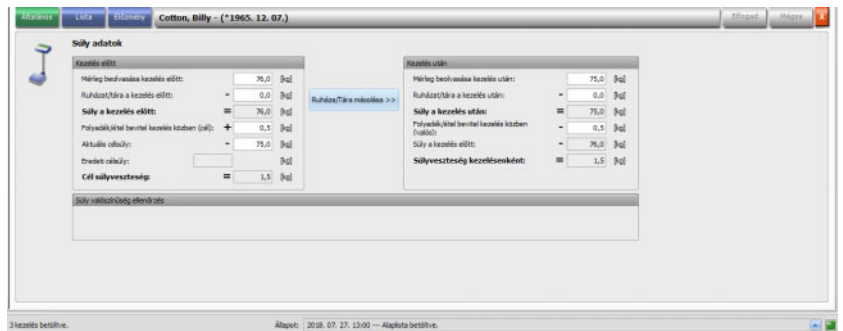 Általános Lista Előzmény Cotton, Billy - (*1965. 12. 07.) Elfogad Mégse X
Súly adatok
Kezelés előtt
Mérleg beolvasása kezelés előtt: 76,0 [kg]
Ruházat/tára a kezelés előtt: - 0,0 [kg]
Súly a kezelés előtt: = 76,0 [kg]
Folyadék/étel bevitel kezelés közben (cél): + 0,5 [kg]
Aktuális célsúly: - 75,0 [kg]
Eredeti célsúly: [kg]
Cél súlyveszteség: = 1,5 [kg]
Ruháza/Tára másolása >>
Kezelés után
Mérleg beolvasása kezelés után: 75,0 [kg]
Ruházat/tára a kezelés után: - 0,0 [kg]
Súly a kezelés után: = 75,0 [kg]
Folyadék/étel bevitel kezelés közben
(valós): - 0,5 [kg]
Súly a kezelés előtt: - 76,0 [kg]
Súlyveszteség kezelésenként: = 1,5 [kg]
Súly valószínűség ellenőrzés
3 kezelés betöltve. Állapot: 2018. 07. 27. 13:00 --- Alaplista betöltve.